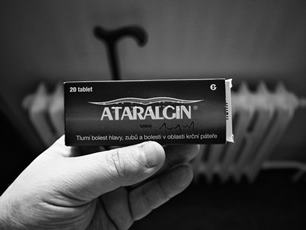 20 tablet
ATARALGIN®
Tlumí bolest hlavy, zubů a bolesti v oblasti krční páteře